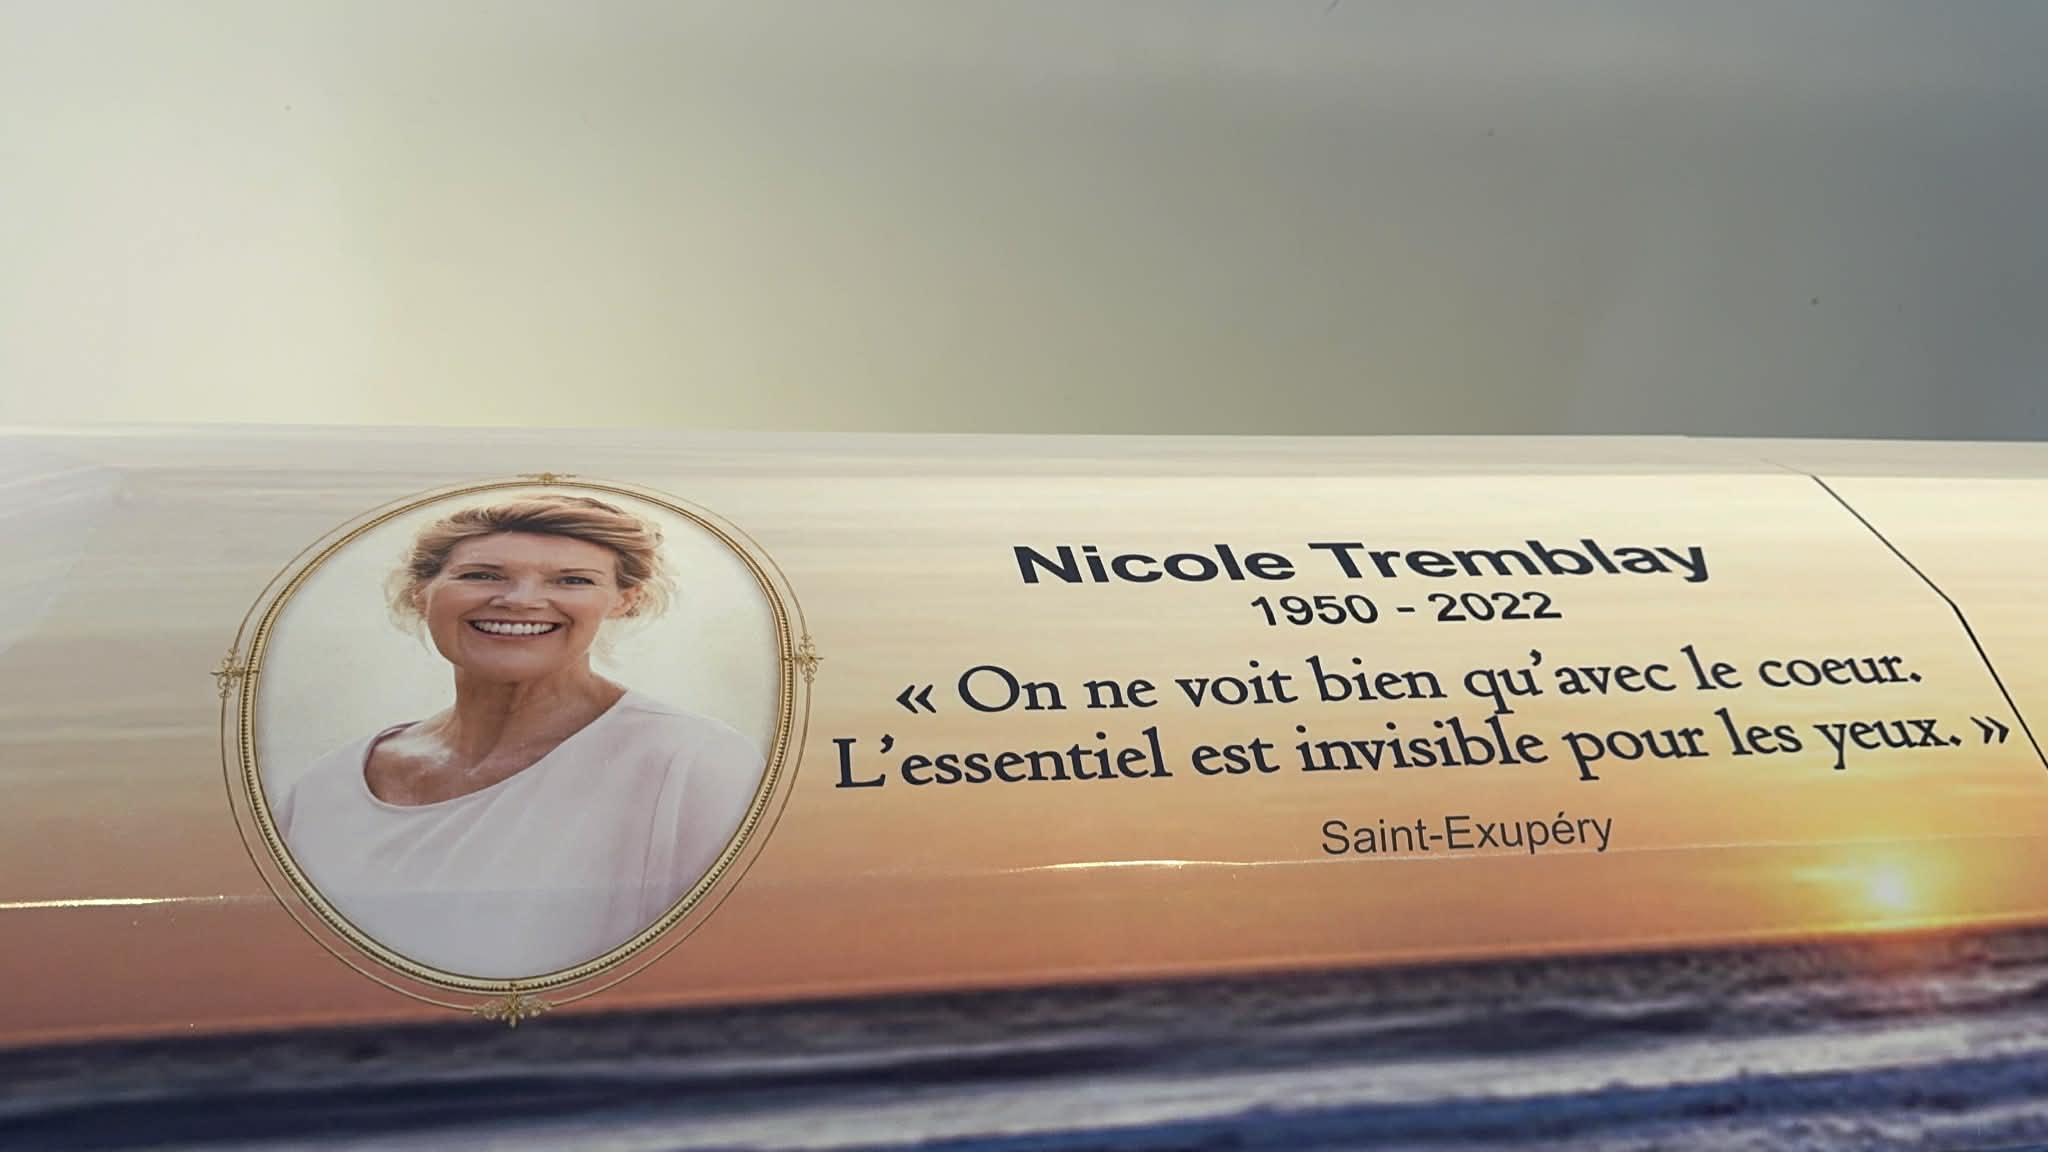 Nicole Tremblay
1950 - 2022
« On ne voit bien qu'avec le coeur.
L'essentiel est invisible pour les yeux. »
Saint-Exupéry